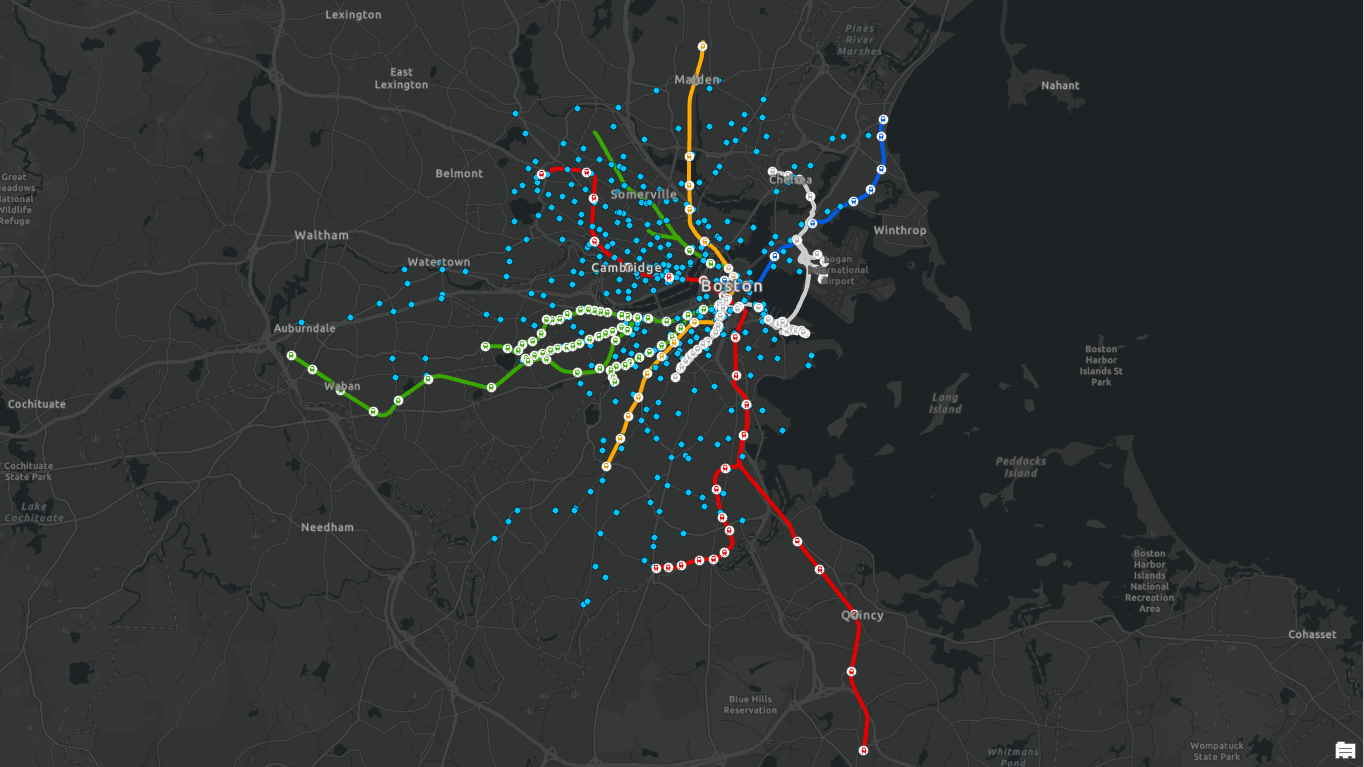 Lexington
Pines
River
Marshes
East
Lexington
Malden
Nahant
Great
Meadows
National
Wildlife
Refuge
Belmont
Chelsea
Somerville
Waltham
Winthrop
Watertown
Cambridge
Logan
International
Airport
Boston
Auburndale
Boston
Harbor
Islands St
Park
Waban
Cochituate
Long
Island
Cochituate
State Park
Peddocks
Island
Lake
Cochituate
Needham
Boston
Harbor
Islands
National
Recreation
Area
Quincy
Cohasset
Blue Hills
Reservation
Whitmans
Pond
Wompatuck
State Park